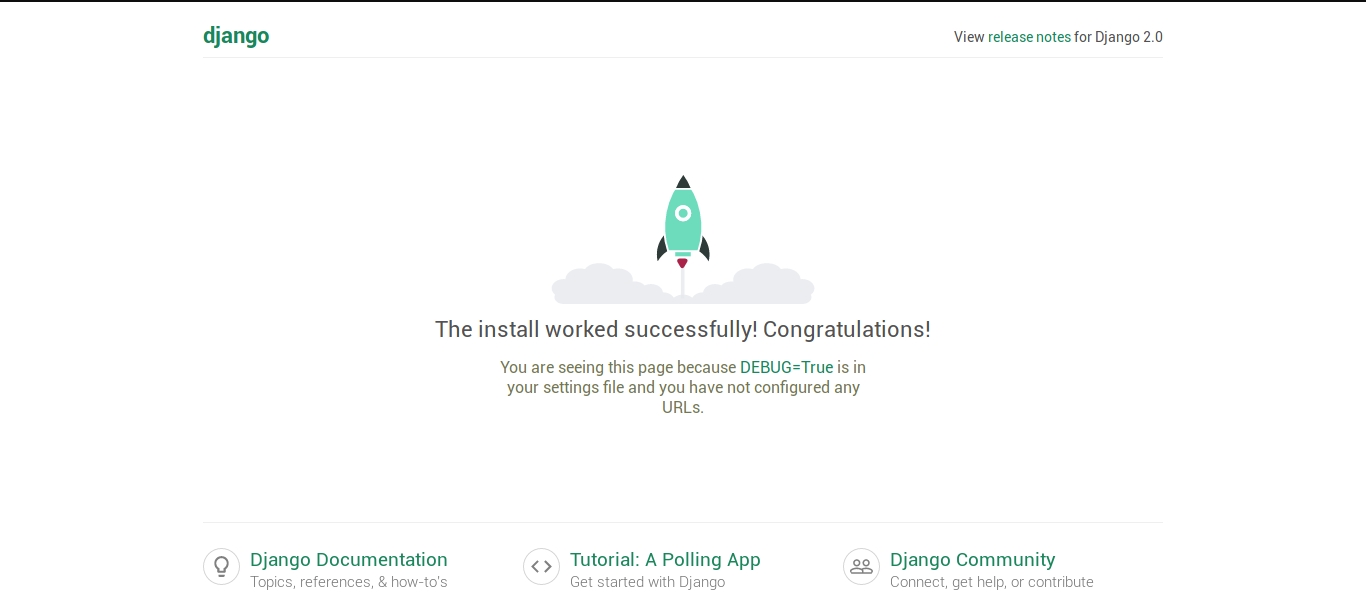 django
View release notes for Django 2.0
The install worked successfully! Congratulations!
You are seeing this page because DEBUG=True is in
your settings file and you have not configured any
URLs.
Django Documentation
Topics, references, & how-to's
Tutorial: A Polling App
Get started with Django
Django Community
Connect, get help, or contribute